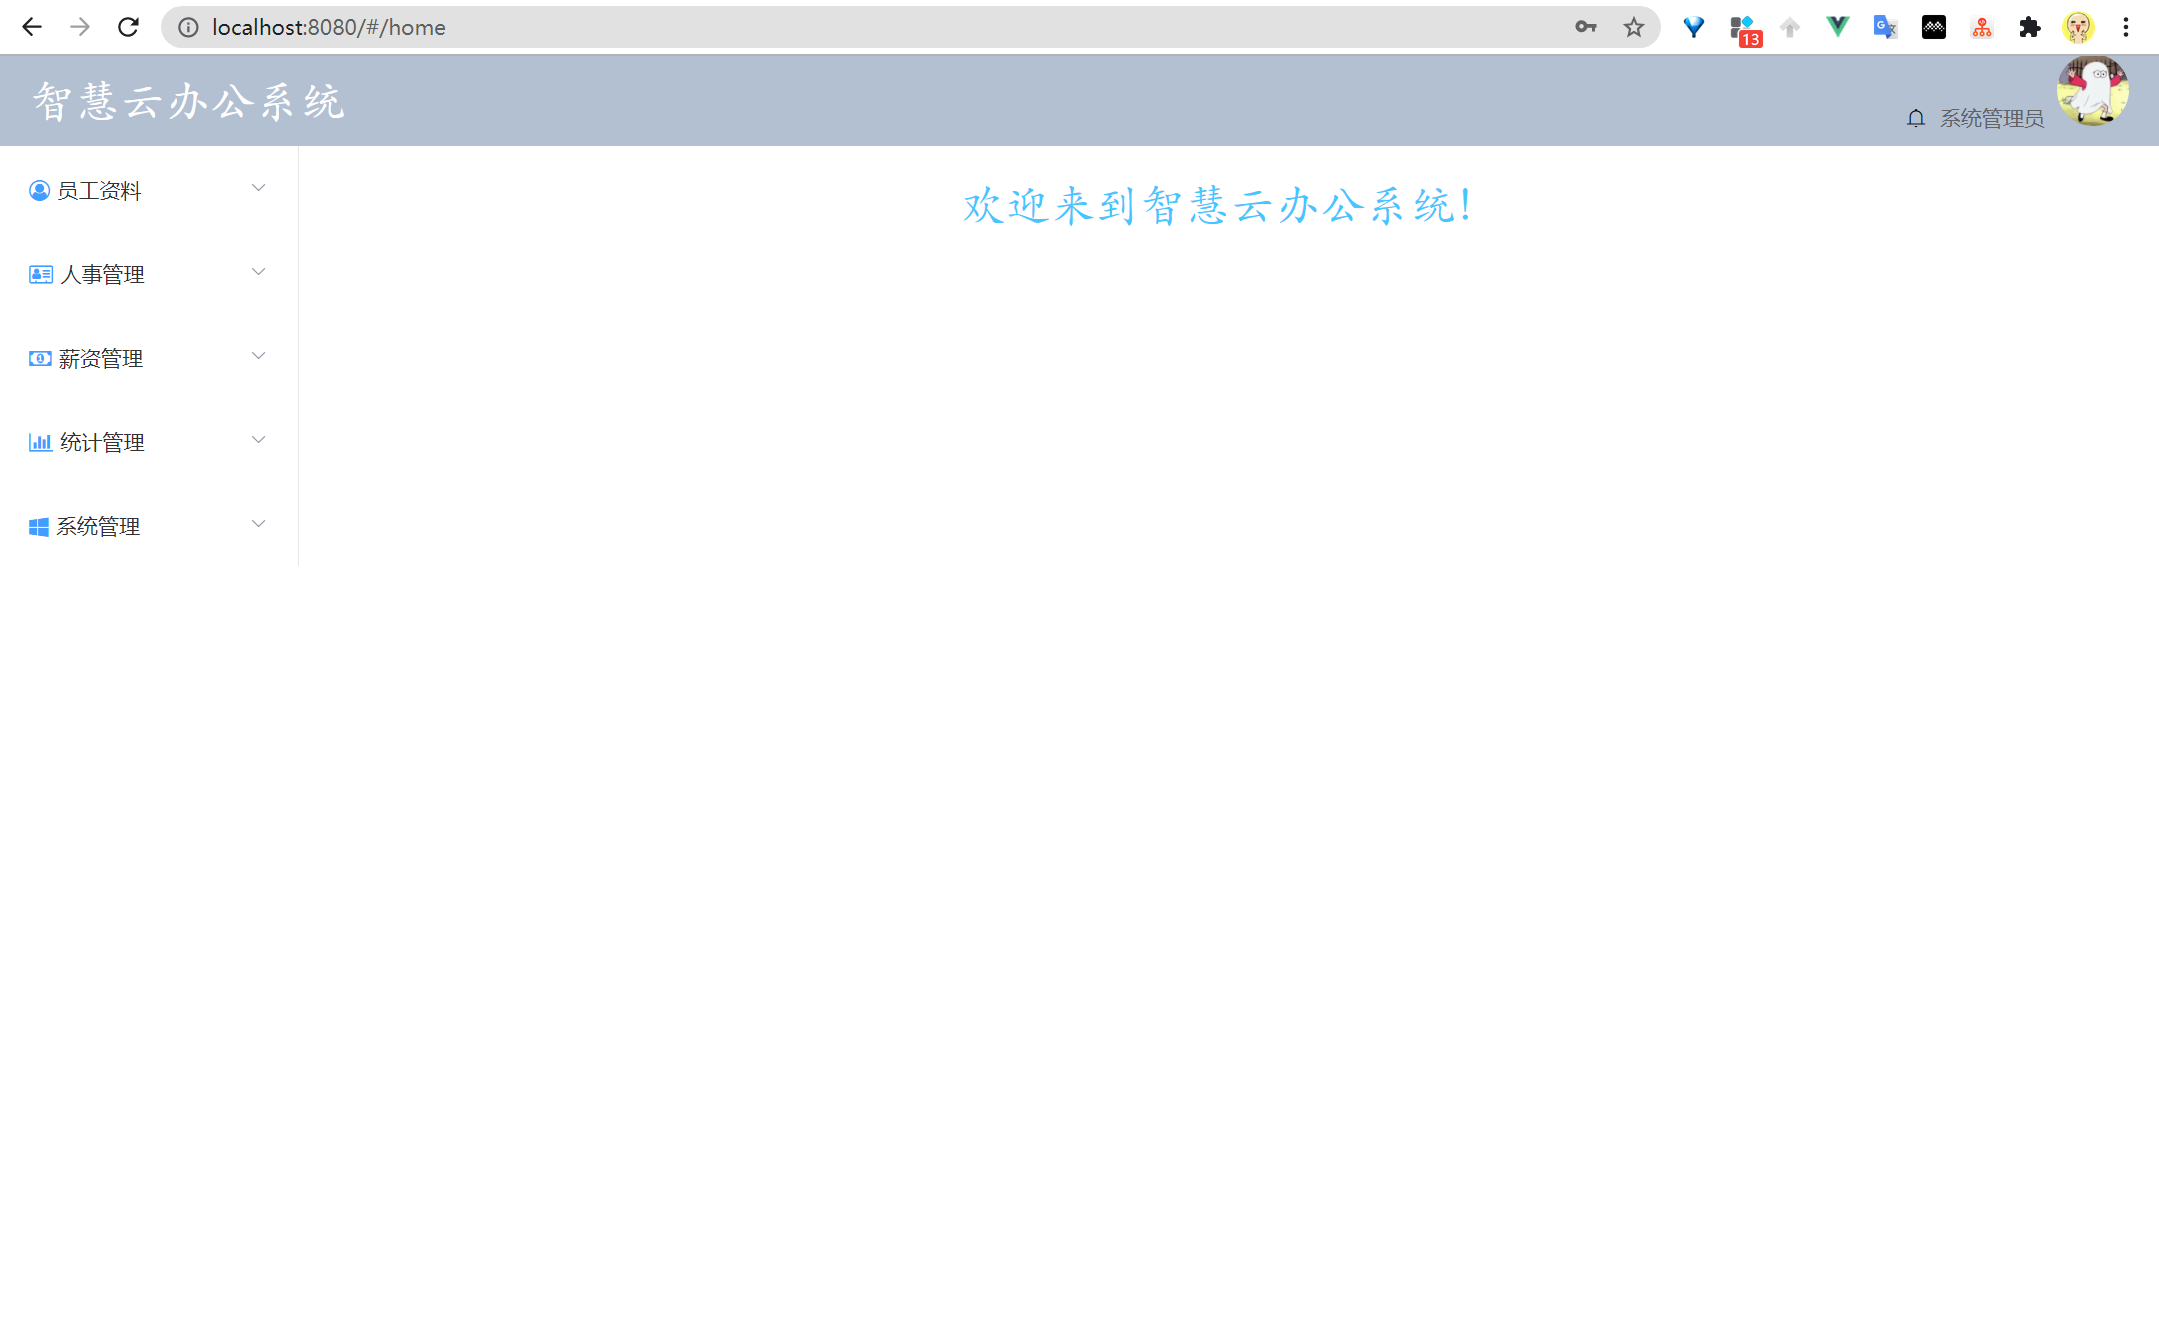 localhost:8080/#/home
13
智慧云办公系统
系统管理员
员工资料
人事管理
薪资管理
统计管理
系统管理
欢迎来到智慧云办公系统!